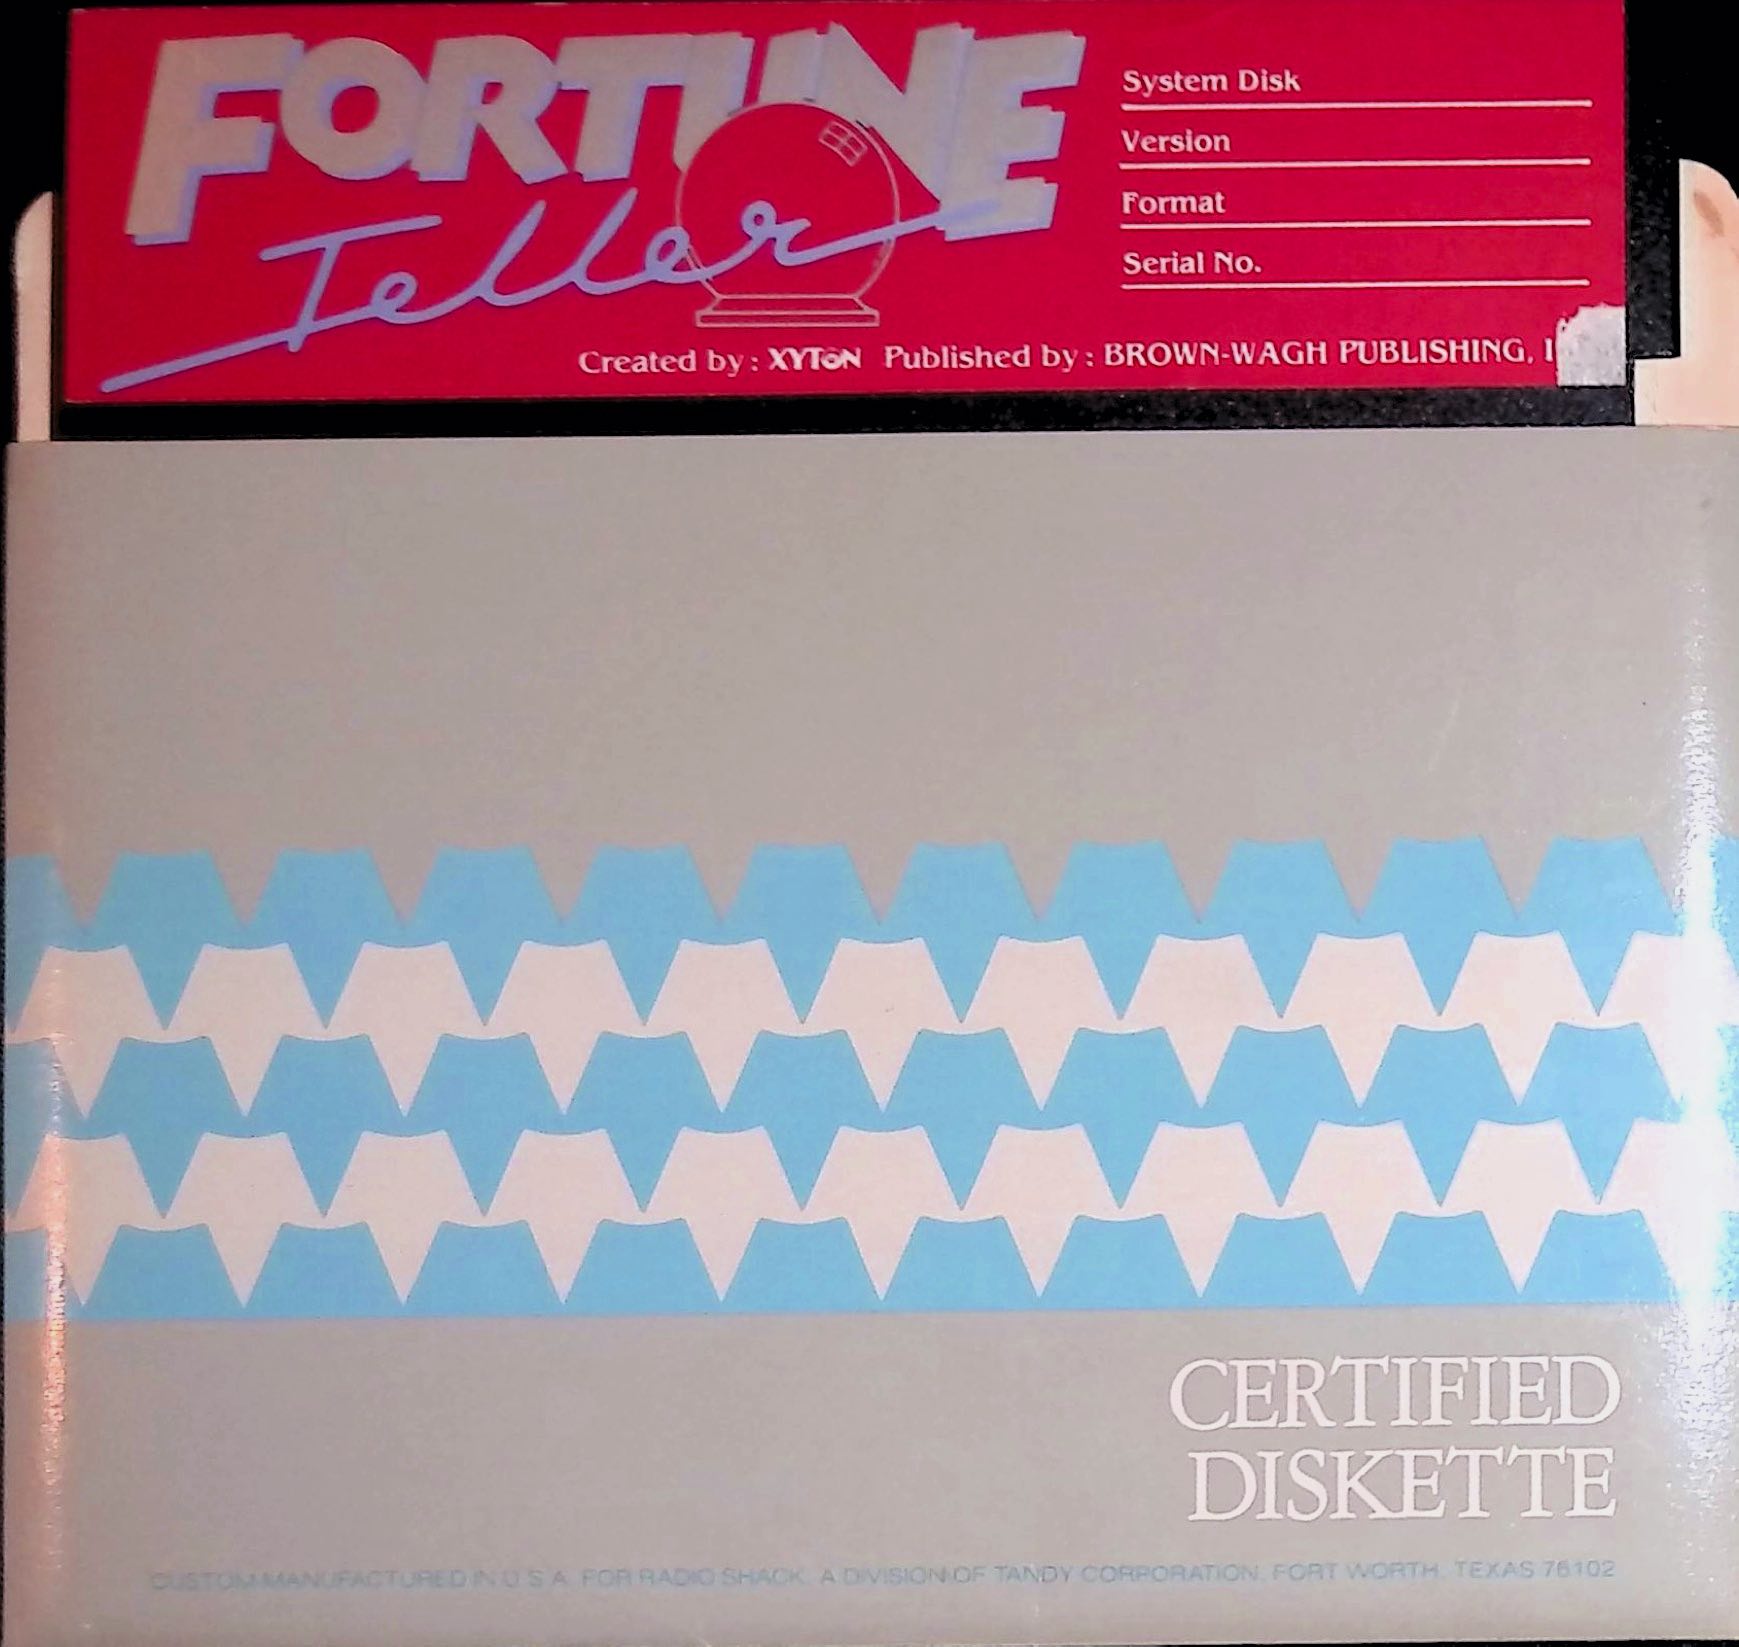 FORTUNE
Teller
System Disk
Version
Format
Serial No.
Created by: XYTON Published by: BROWN-WAGH PUBLISHING, I
CERTIFIED
DISKETTE
CUSTOM MANUFACTURED IN U S A FOR RADIO SHACK, A DIVISION OF TANDY CORPORATION, FORT WORTH, TEXAS 76102